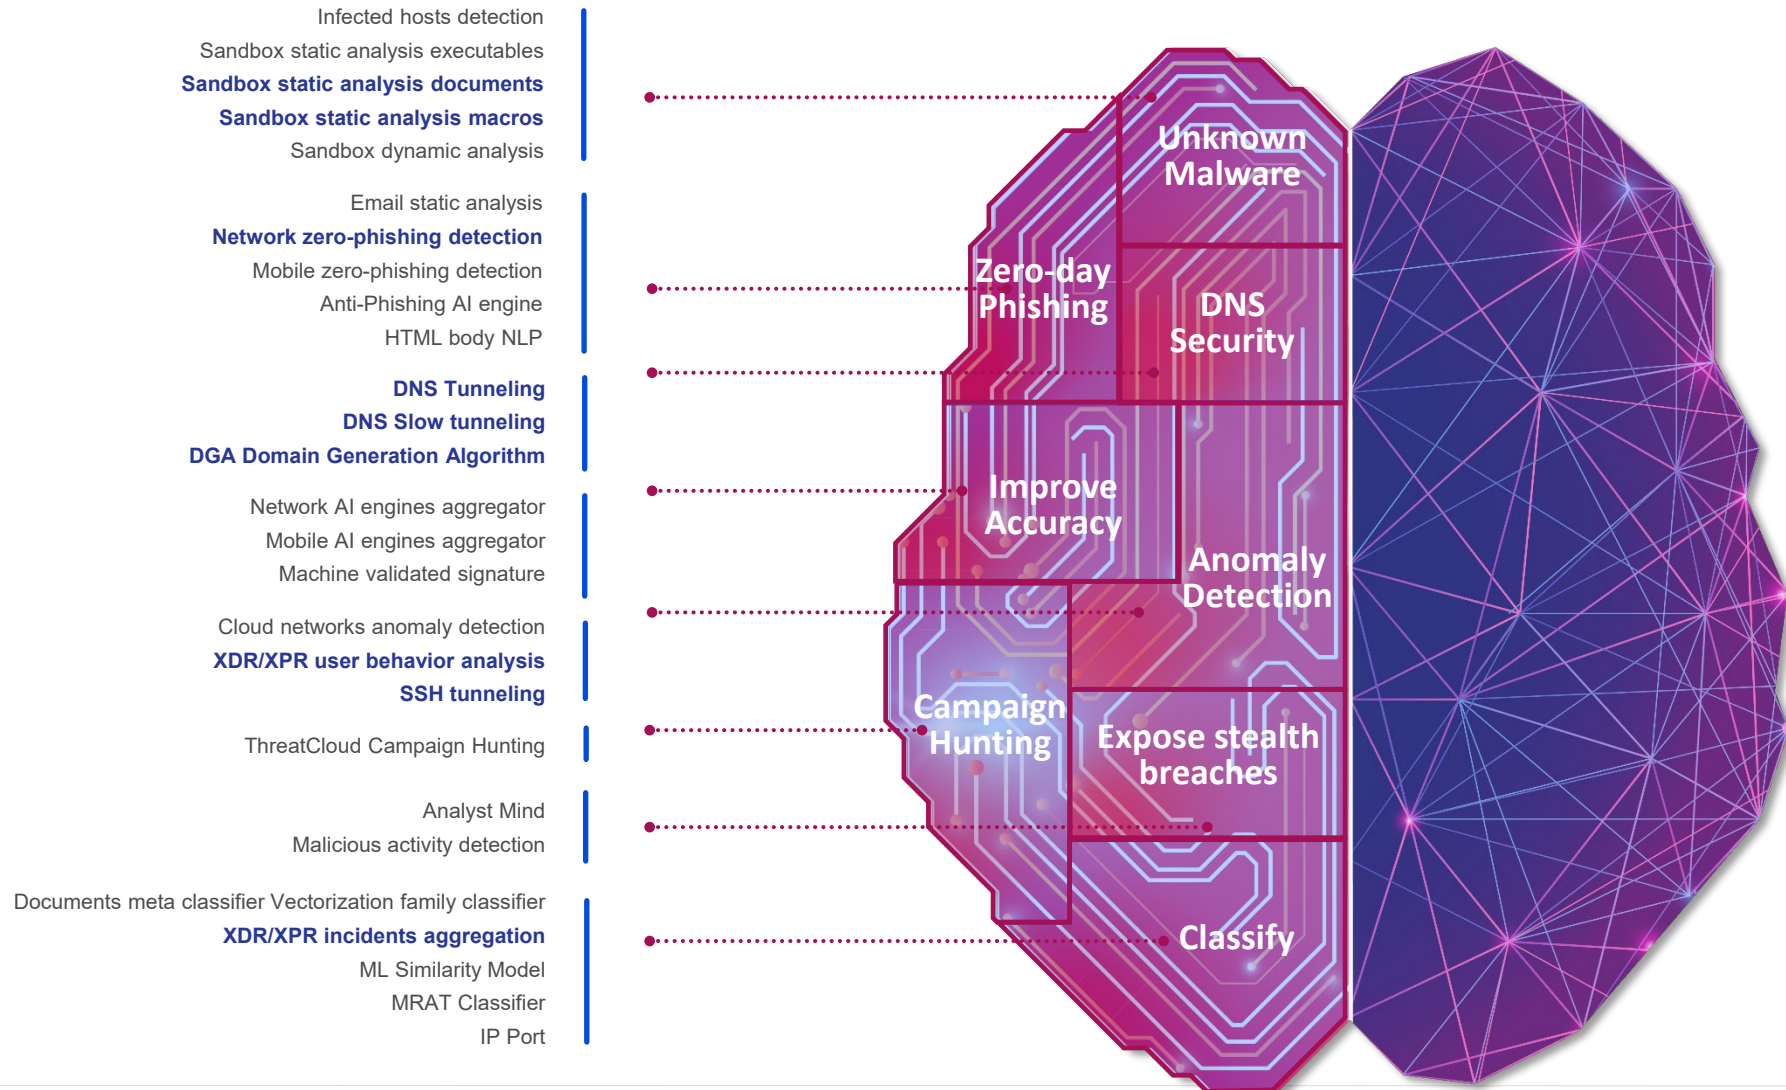 Infected hosts detection
Sandbox static analysis executables
Sandbox static analysis documents
Sandbox static analysis macros
Sandbox dynamic analysis
Email static analysis
Network zero-phishing detection
Mobile zero-phishing detection
Anti-Phishing AI engine
HTML body NLP
DNS Tunneling
DNS Slow tunneling
DGA Domain Generation Algorithm
Network AI engines aggregator
Mobile AI engines aggregator
Machine validated signature
Cloud networks anomaly detection
XDR/XPR user behavior analysis
SSH tunneling
ThreatCloud Campaign Hunting
Analyst Mind
Malicious activity detection
Documents meta classifier Vectorization family classifier
XDR/XPR incidents aggregation
ML Similarity Model
MRAT Classifier
IP Port
Unknown
Malware
Zero-day
Phishing
DNS
Security
Improve
Accuracy
Anomaly
Detection
Campaign
Hunting
Expose stealth
breaches
Classify